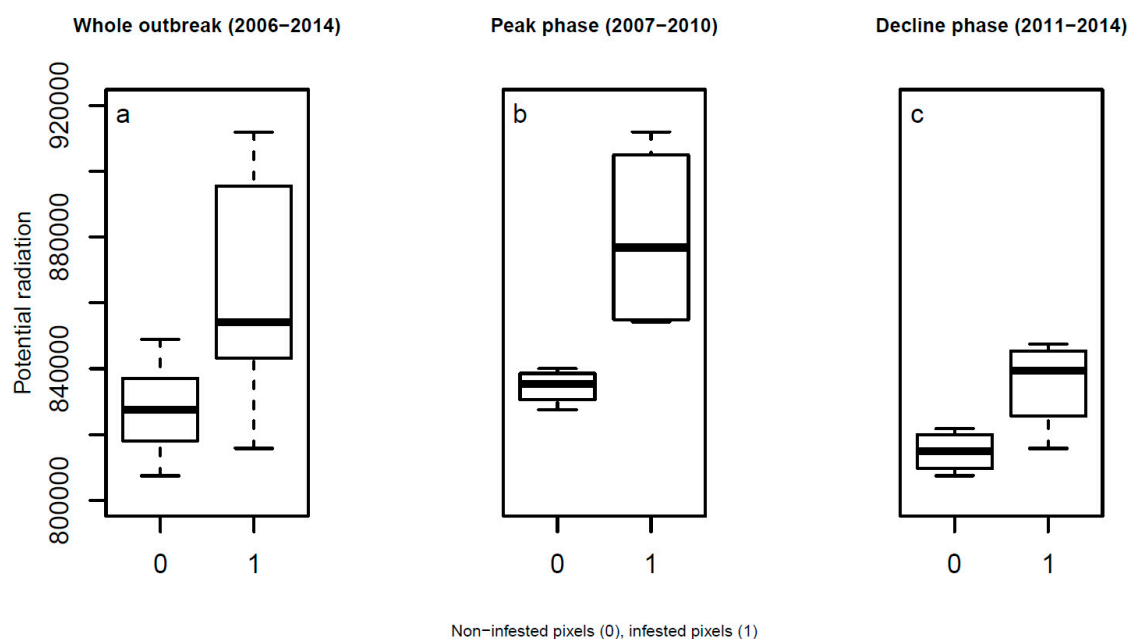 Whole outbreak (2006−2014)
Peak phase (2007−2010)
Decline phase (2011−2014)
a
b
c
Potential radiation
920000
880000
840000
800000
0 1
0 1
0 1
Non−infested pixels (0), infested pixels (1)